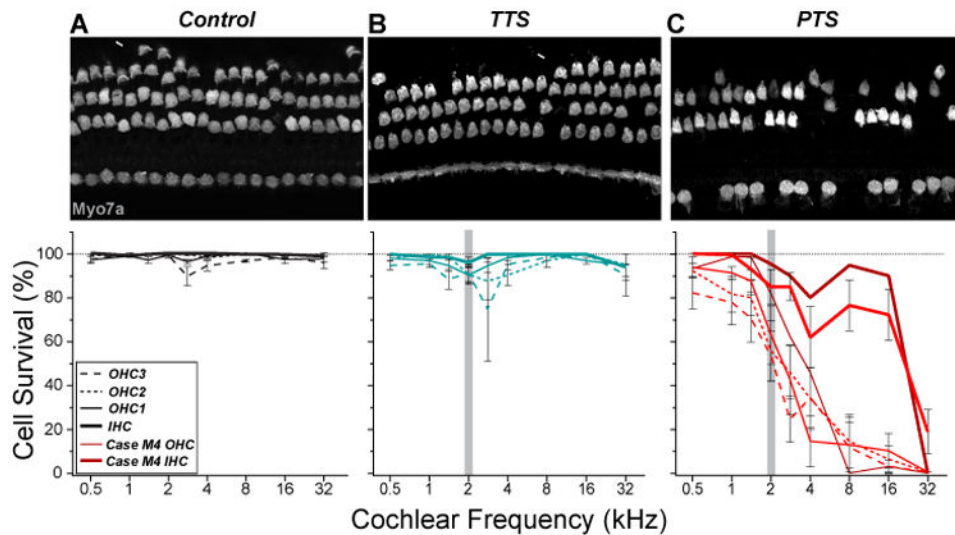 A Control
B TTS
C PTS
Myo7a
Cell Survival (%)
100
80
60
40
20
0
OHC3
OHC2
OHC1
IHC
Case M4 OHC
Case M4 IHC
0.5 1 2 4 8 16 32
0.5 1 2 4 8 16 32
0.5 1 2 4 8 16 32
Cochlear Frequency (kHz)